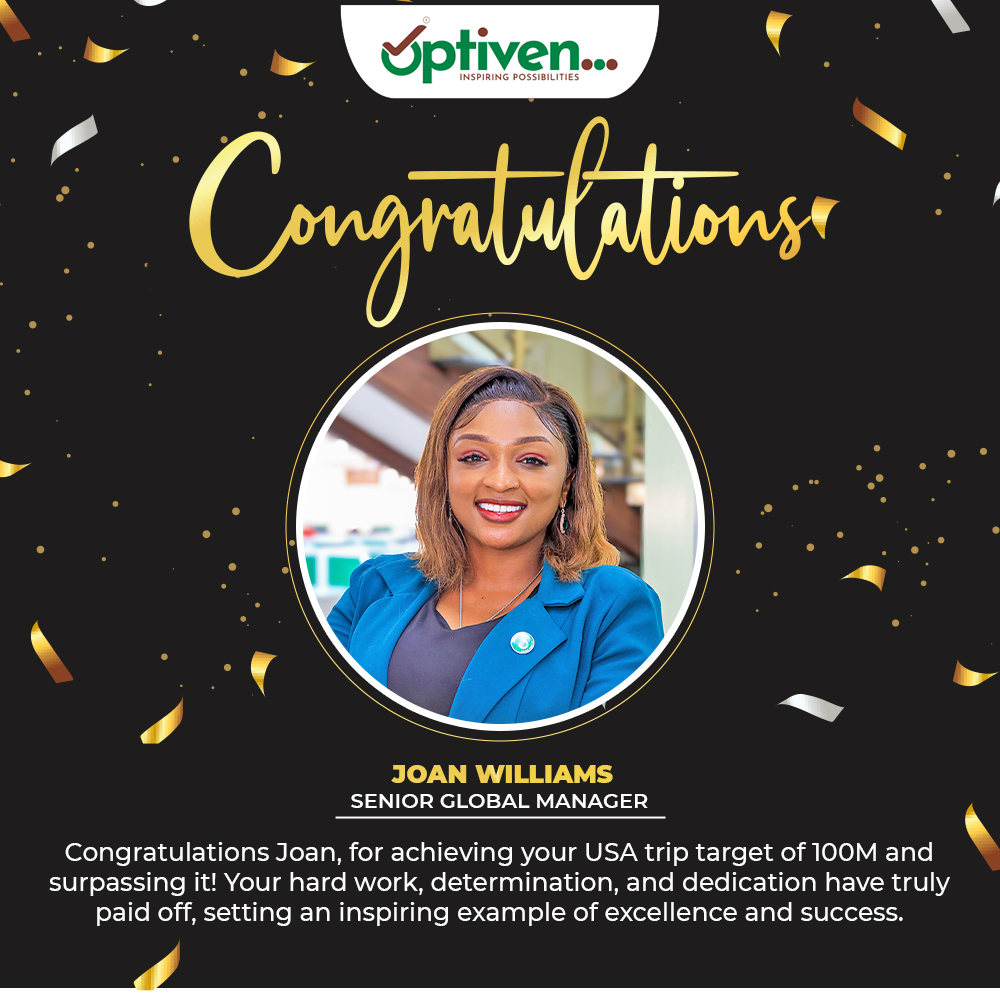 Optiven...
INSPIRING POSSIBILITIES
Congratulations
JOAN WILLIAMS
SENIOR GLOBAL MANAGER
Congratulations Joan, for achieving your USA trip target of 100M and
surpassing it! Your hard work, determination, and dedication have truly
paid off, setting an inspiring example of excellence and success.